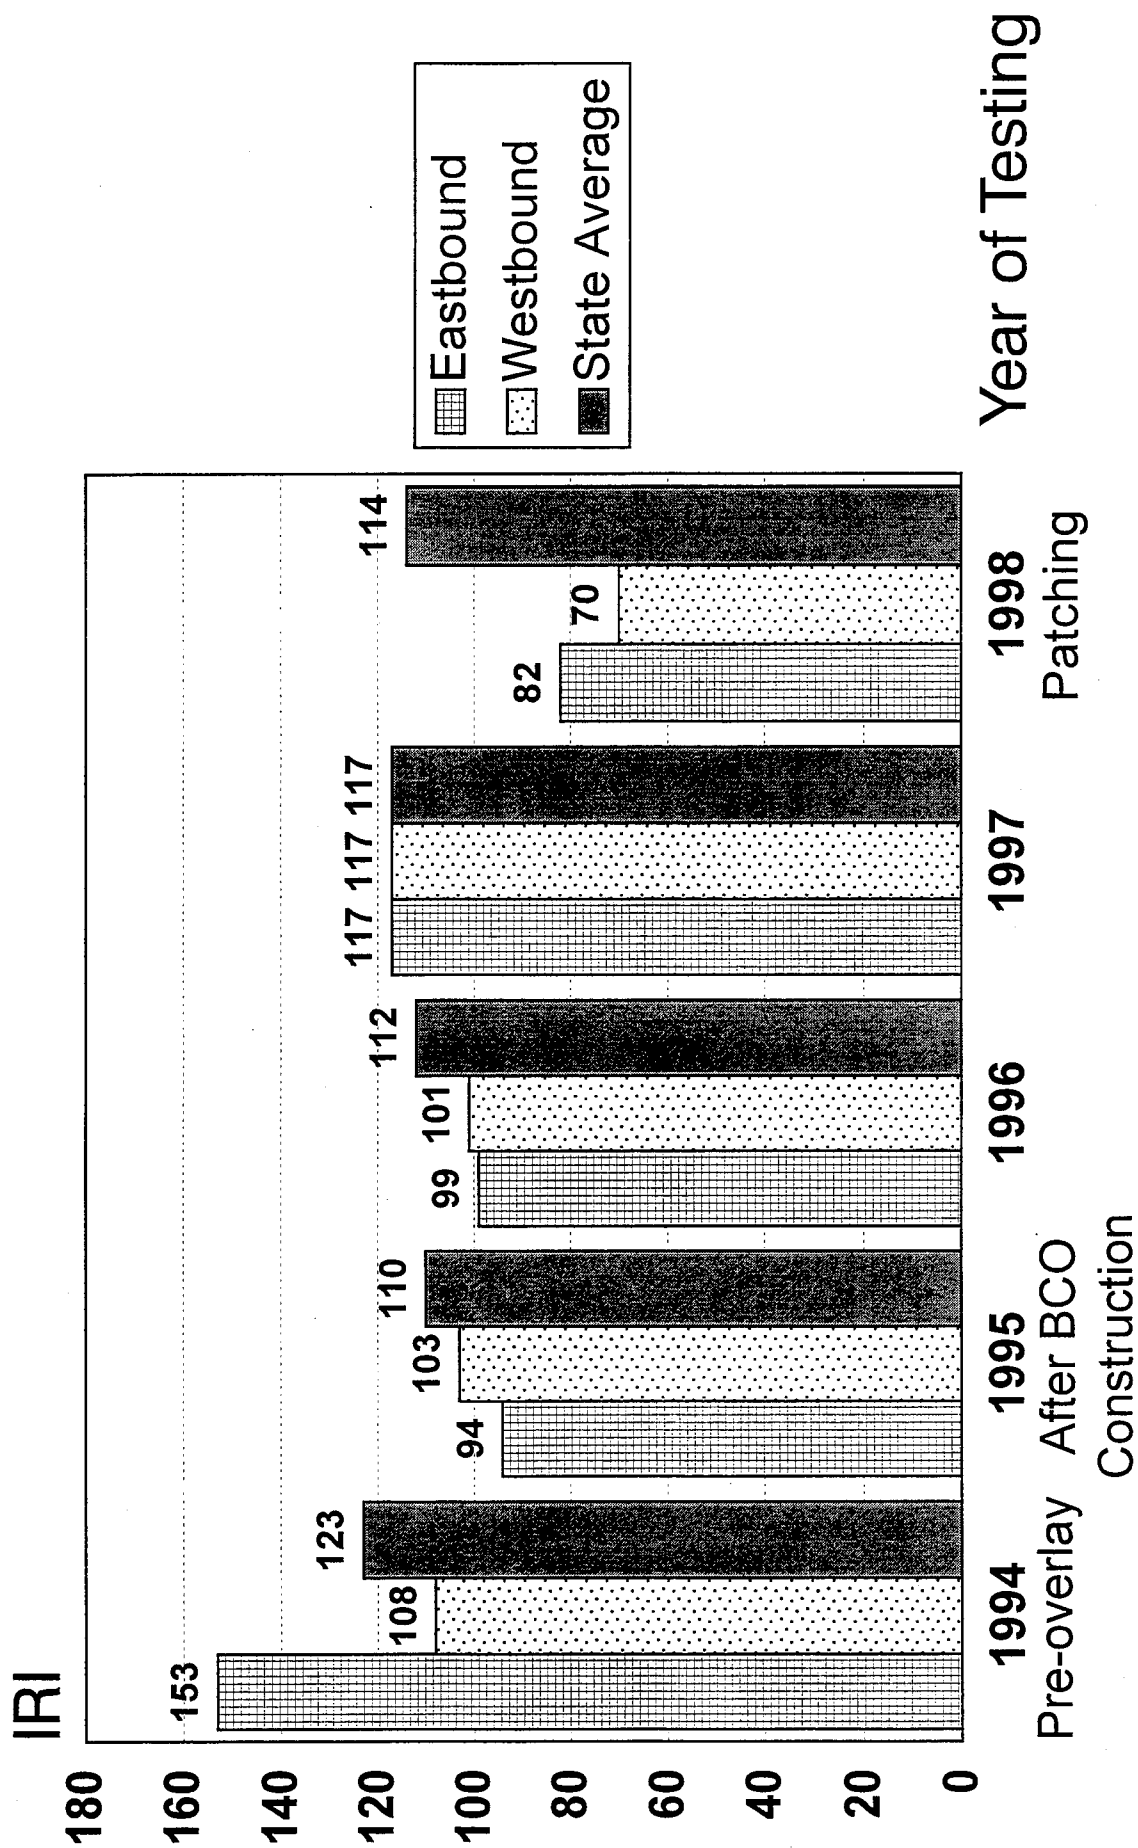 IRI
180
160
140
120
100
80
60
40
20
0
153
108
123
94
103
110
99
101
112
117 117 117
82
70
114
1994
1995
1996
1997
1998
Pre-overlay
After BCO
Construction
Patching
Year of Testing
Eastbound
Westbound
State Average